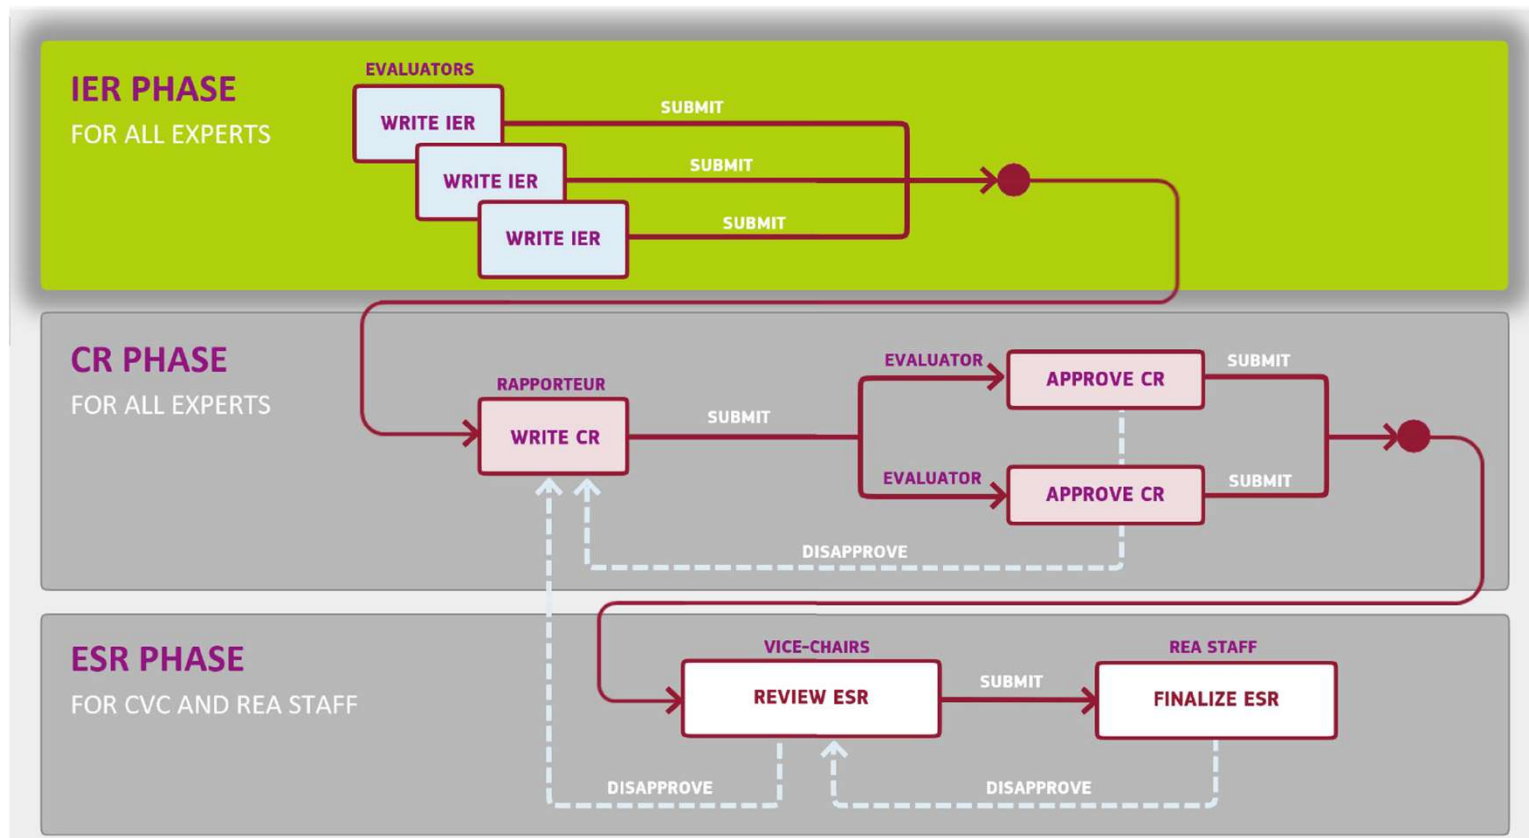 IER PHASE
FOR ALL EXPERTS
EVALUATORS
WRITE IER
SUBMIT
WRITE IER
SUBMIT
WRITE IER
SUBMIT
CR PHASE
FOR ALL EXPERTS
RAPPORTEUR
WRITE CR
SUBMIT
EVALUATOR
APPROVE CR
SUBMIT
EVALUATOR
APPROVE CR
SUBMIT
DISAPPROVE
ESR PHASE
FOR CVC AND REA STAFF
VICE-CHAIRS
REVIEW ESR
SUBMIT
REA STAFF
FINALIZE ESR
DISAPPROVE
DISAPPROVE